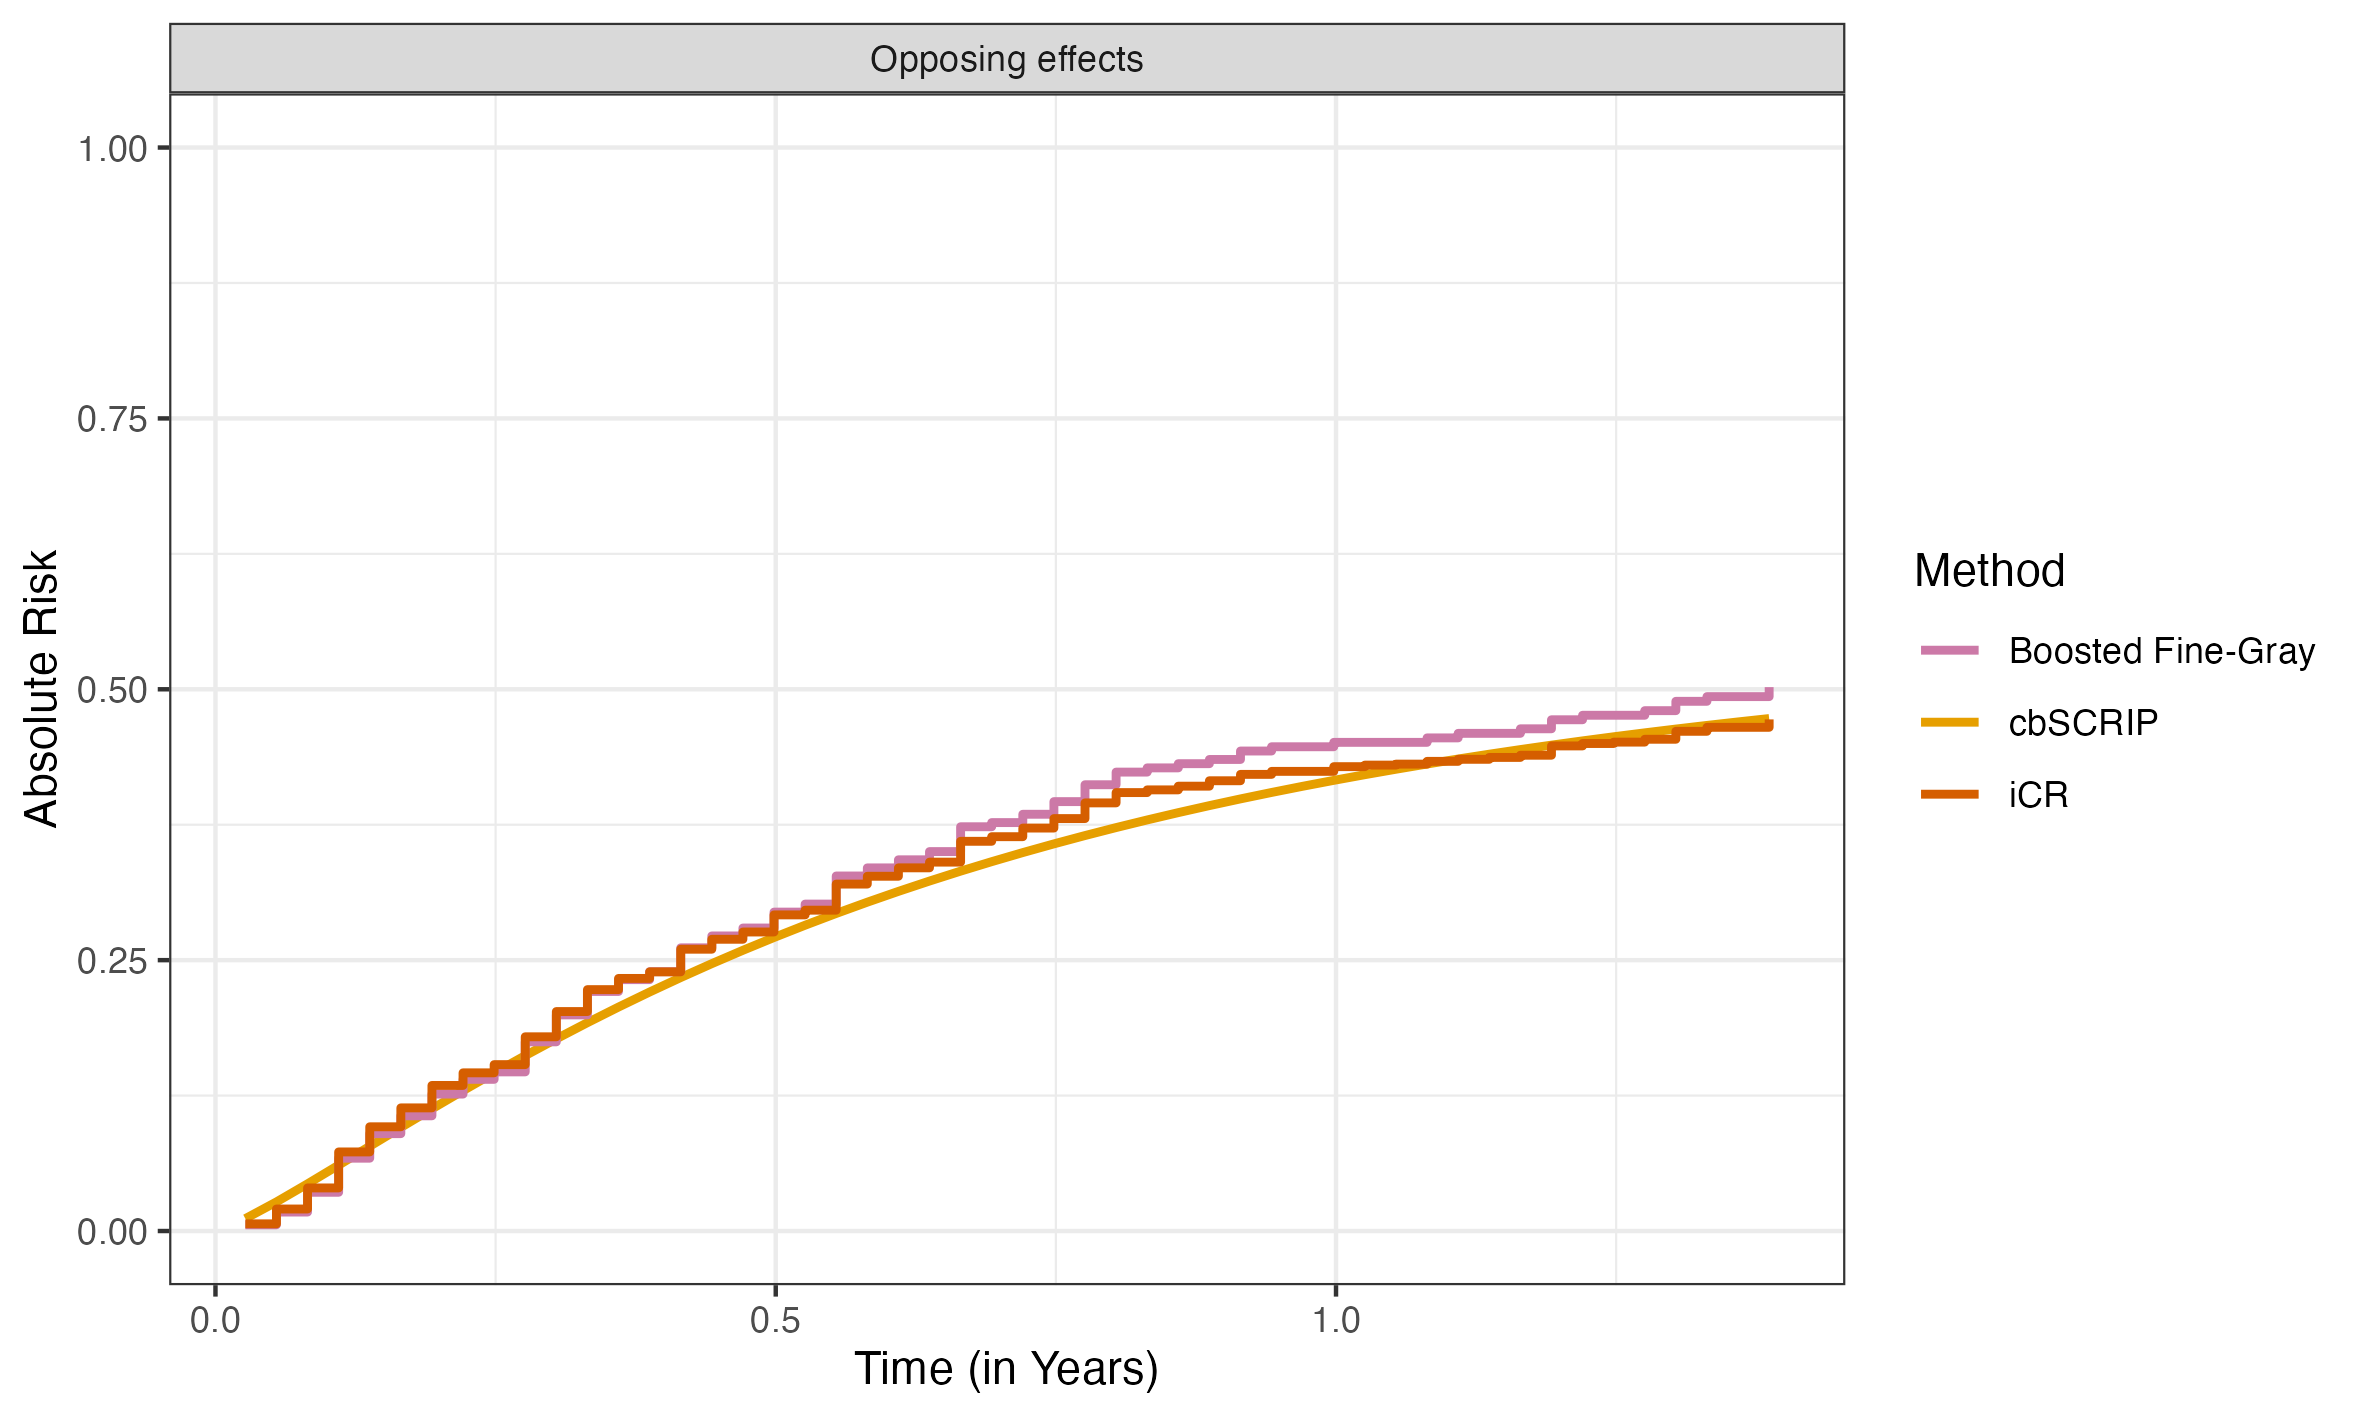 Opposing effects
1.00
0.75
0.50
0.25
0.00
Absolute Risk
0.0 0.5 1.0
Time (in Years)
Method
Boosted Fine-Gray
cbSCRIP
iCR